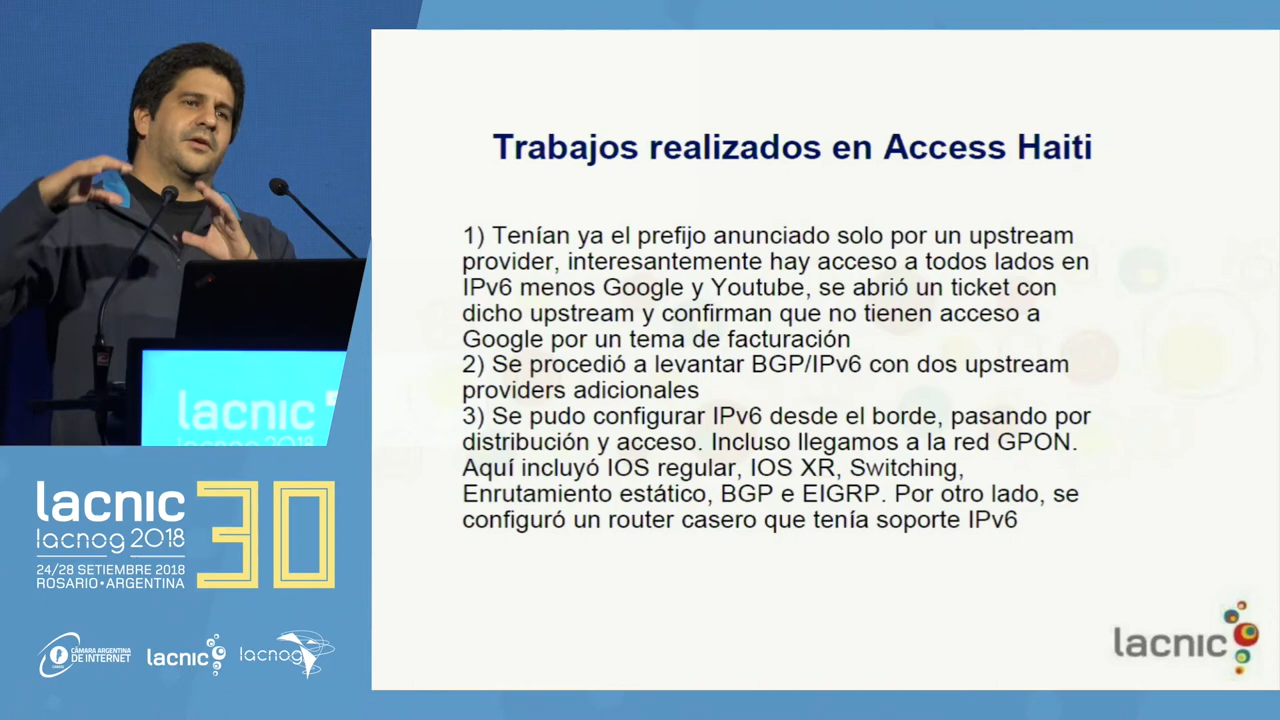 Trabajos realizados en Access Haiti
1) Tenían ya el prefijo anunciado solo por un upstream
provider, interesantemente hay acceso a todos lados en
IPv6 menos Google y Youtube, se abrió un ticket con
dicho upstream y confirman que no tienen acceso a
Google por un tema de facturación
2) Se procedió a levantar BGP/IPv6 con dos upstream
providers adicionales
3) Se pudo configurar IPv6 desde el borde, pasando por
distribución y acceso. Incluso llegamos a la red GPON.
Aquí incluyó IOS regular, IOS XR, Switching,
Enrutamiento estático, BGP e EIGRP. Por otro lado, se
configuró un router casero que tenía soporte IPv6
lacnic
lacnic
lacnog 2018
lacnic 30
lacnog 2018
24/28 SETIEMBRE 2018
ROSARIO•ARGENTINA
CÁMARA ARGENTINA
DE INTERNET
lacnic
lacnog